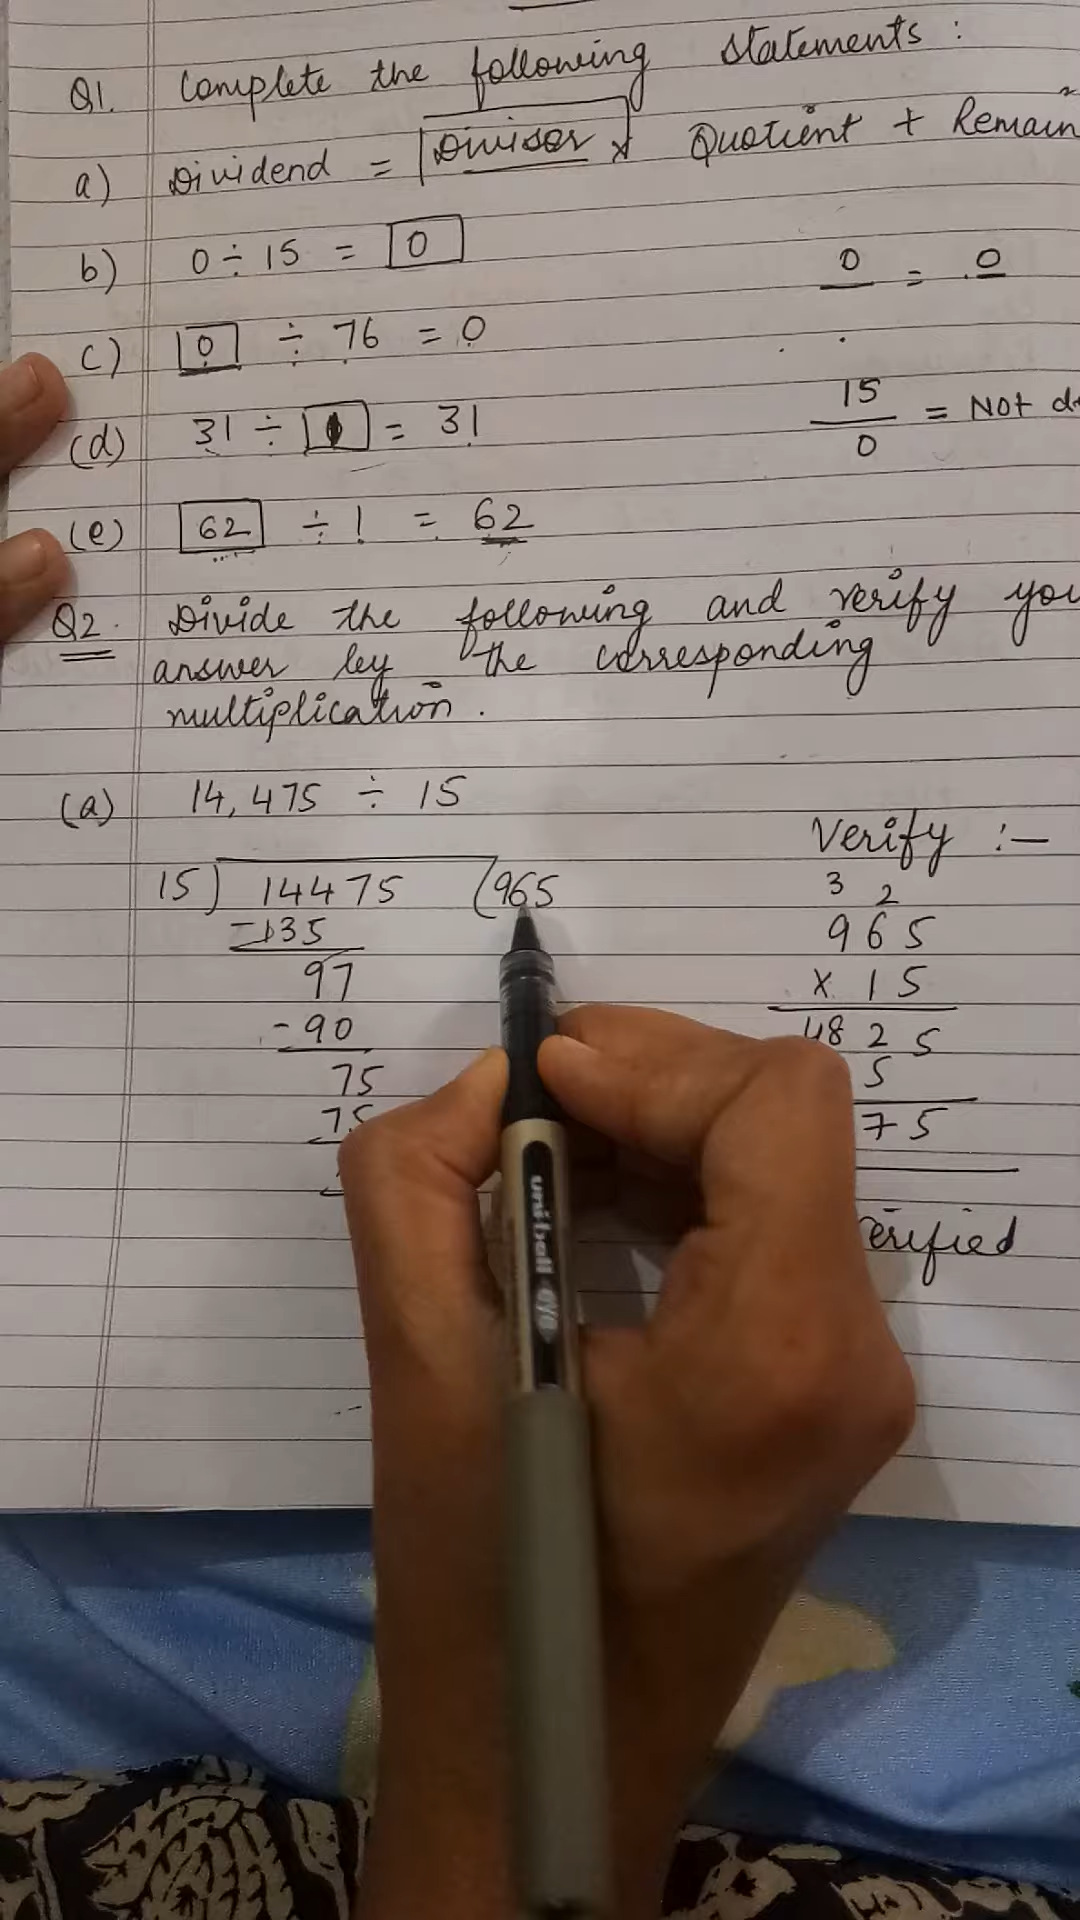 Q1. Complete the following statements :
a) Dividend = Divisor x Quotient + Remain
b) 0 ÷ 15 = 0
0 = 0
c) 0 ÷ 76 = 0
(d) 31 ÷ 1 = 31
15
0 = Not d
(e) 62 ÷ 1 = 62
Q2. Divide the following and verify you
answer by the corresponding
multiplication.
(a) 14,475 ÷ 15
Verify :-
15) 14475 (965
-135
97
-90
75
75
3 2
965
x 15
4825
5
75
erified
uniball eye